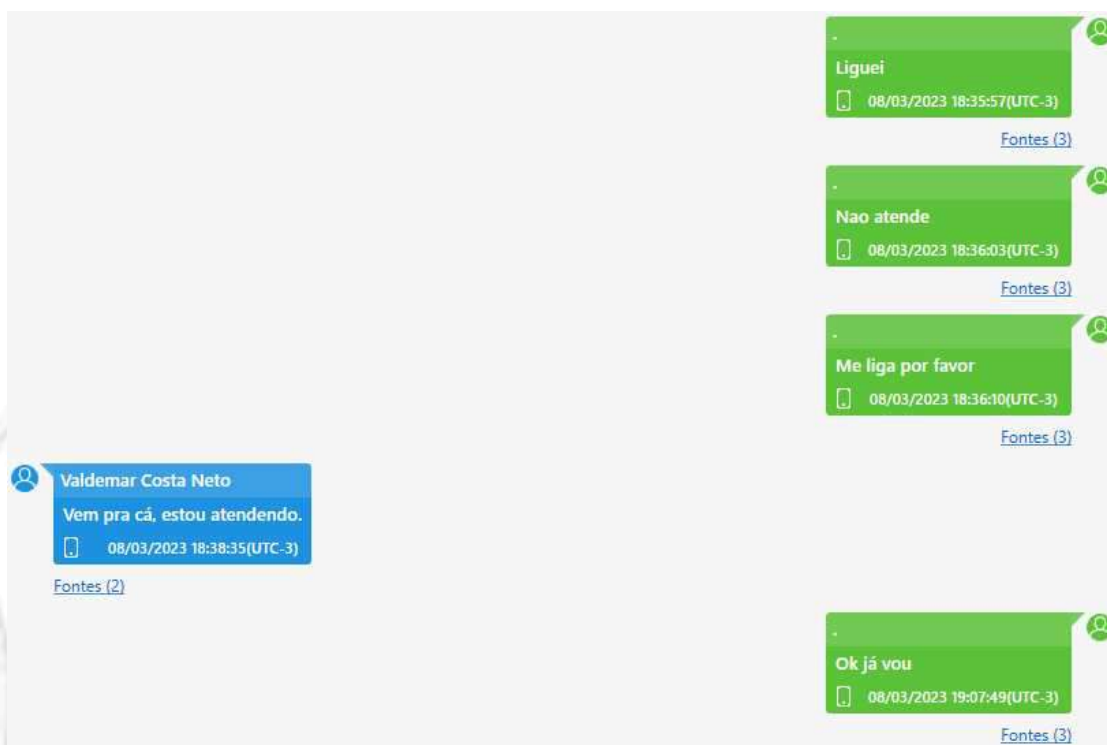 .
Liguei
08/03/2023 18:35:57(UTC-3)
Fontes (3)
.
Nao atende
08/03/2023 18:36:03(UTC-3)
Fontes (3)
.
Me liga por favor
08/03/2023 18:36:10(UTC-3)
Fontes (3)
Valdemar Costa Neto
Vem pra cá, estou atendendo.
08/03/2023 18:38:35(UTC-3)
Fontes (2)
.
Ok já vou
08/03/2023 19:07:49(UTC-3)
Fontes (3)